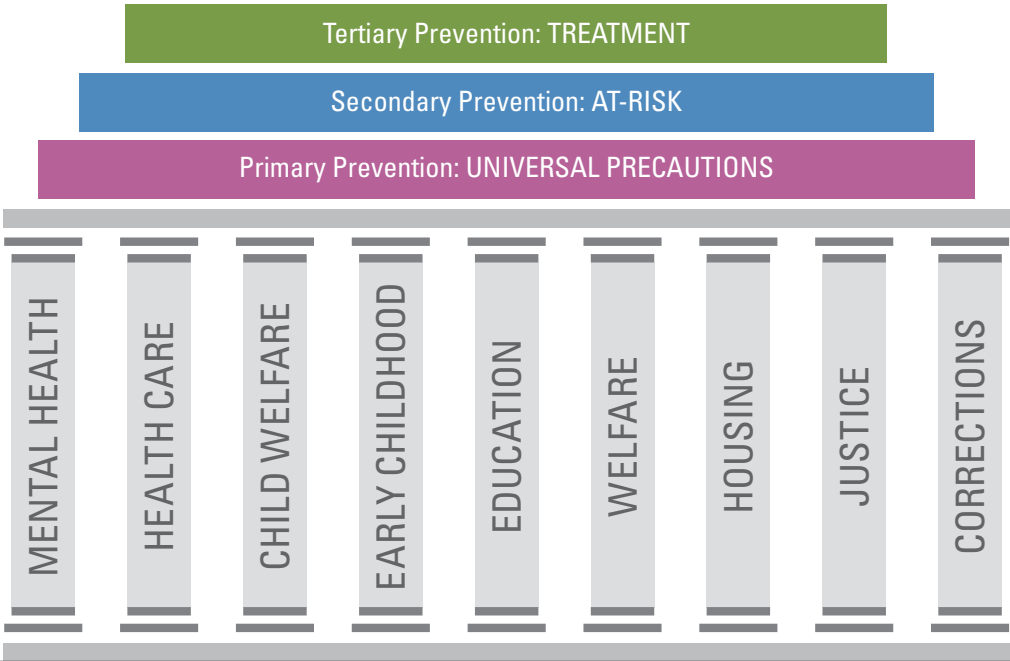 Tertiary Prevention: TREATMENT
Secondary Prevention: AT-RISK
Primary Prevention: UNIVERSAL PRECAUTIONS
MENTAL HEALTH
HEALTH CARE
CHILD WELFARE
EARLY CHILDHOOD
EDUCATION
WELFARE
HOUSING
JUSTICE
CORRECTIONS